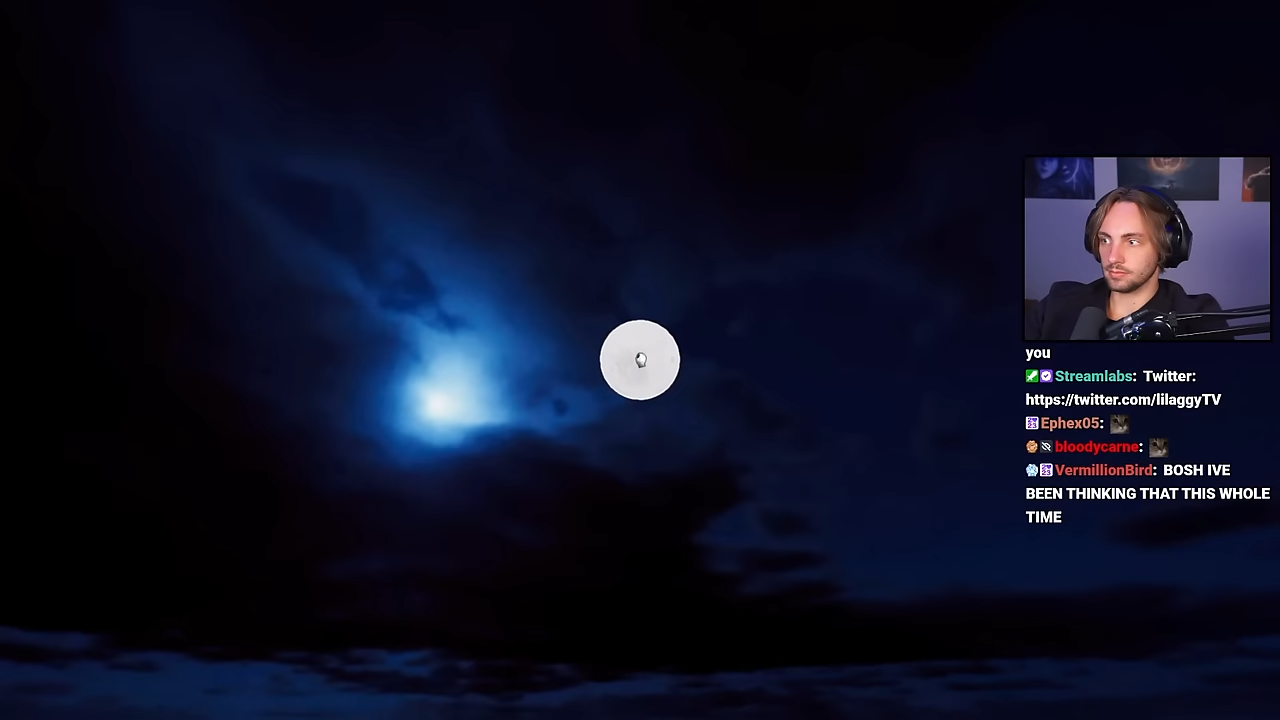 you
Streamlabs: Twitter:
https://twitter.com/lilaggyTV
Ephex05:
bloodycarne:
VermillionBird: BOSH IVE
BEEN THINKING THAT THIS WHOLE
TIME